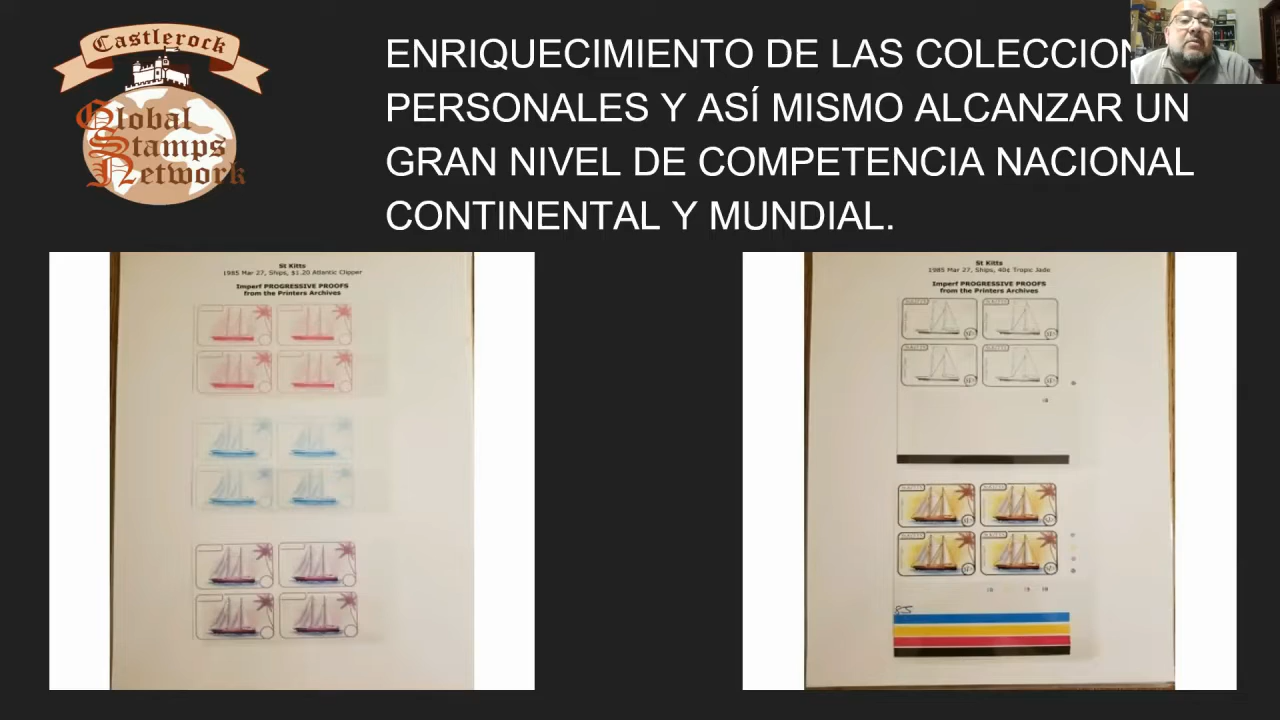 Castlerock
Global
Stamps
Network
ENRIQUECIMIENTO DE LAS COLECCION
PERSONALES Y ASÍ MISMO ALCANZAR UN
GRAN NIVEL DE COMPETENCIA NACIONAL
CONTINENTAL Y MUNDIAL.
St Kitts
1985 Mar 27, Ships, $1.20 Atlantic Clipper
Imperf PROGRESSIVE PROOFS
from the Printers Archives
St Kitts
1985 Mar 27, Ships, 40¢ Tropic Jade
Imperf PROGRESSIVE PROOFS
from the Printers Archives